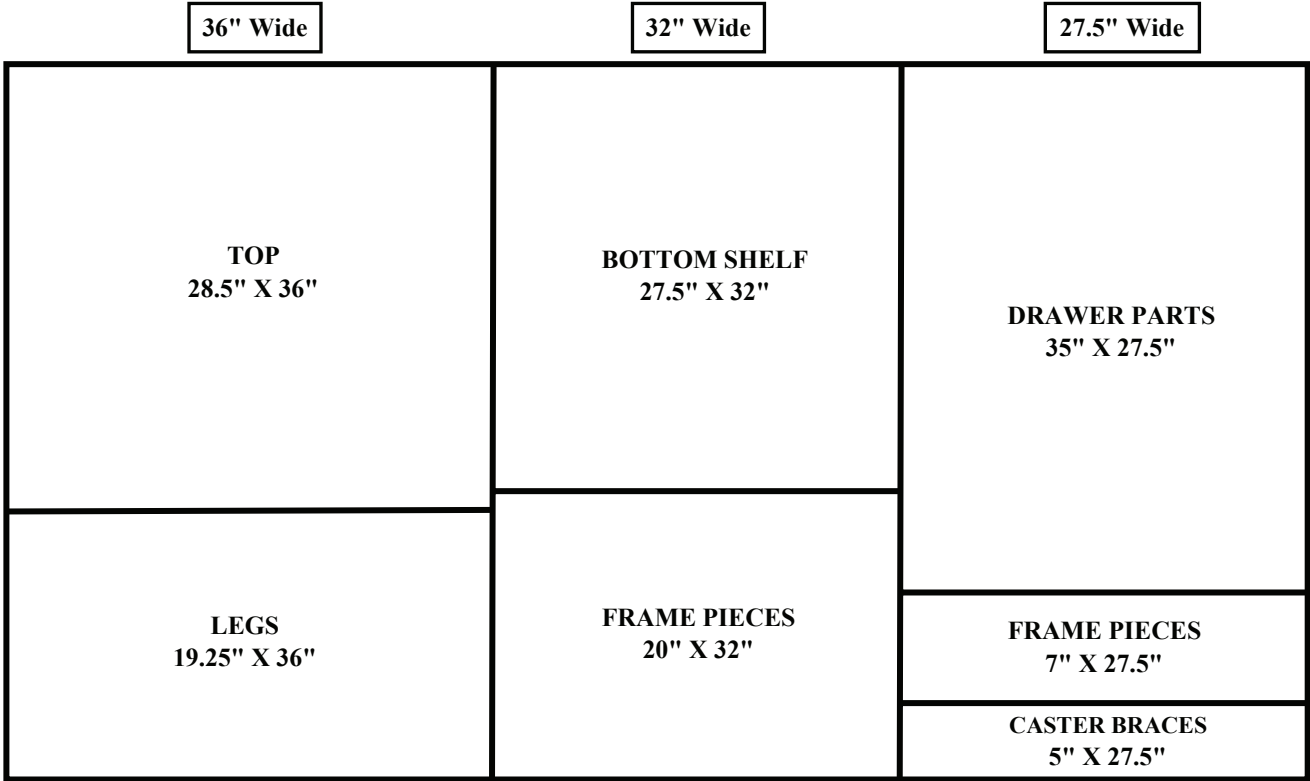 36" Wide
32" Wide
27.5" Wide
TOP
28.5" X 36"
BOTTOM SHELF
27.5" X 32"
DRAWER PARTS
35" X 27.5"
LEGS
19.25" X 36"
FRAME PIECES
20" X 32"
FRAME PIECES
7" X 27.5"
CASTER BRACES
5" X 27.5"